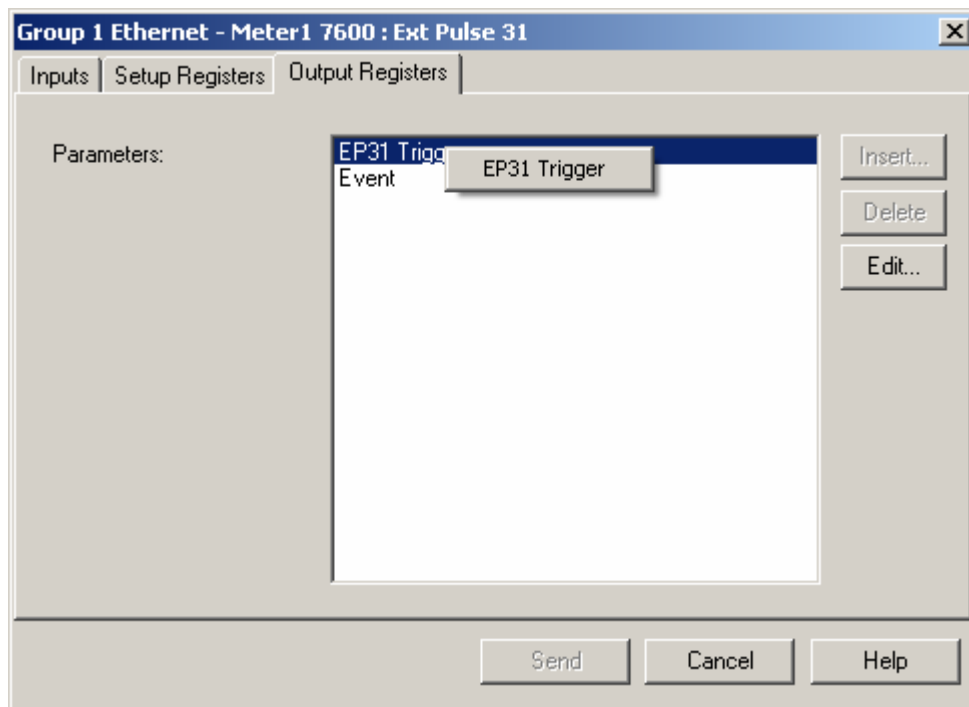 Group 1 Ethernet - Meter1 7600 : Ext Pulse 31
Inputs
Setup Registers
Output Registers
Parameters:
EP31 Trigg
EP31 Trigger
Event
Insert...
Delete
Edit...
Send
Cancel
Help